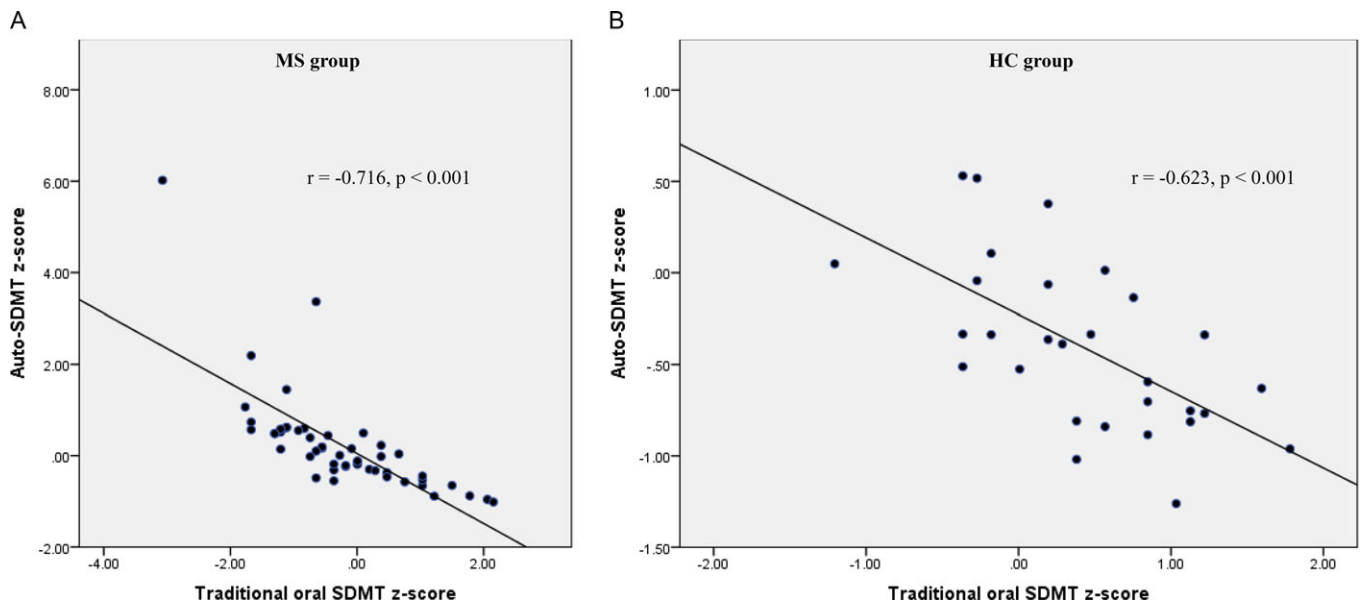 A
MS group
8.00
6.00
4.00
2.00
.00
-2.00
r = -0.716, p < 0.001
Auto-SDMT z-score
-4.00 -2.00 .00 2.00
Traditional oral SDMT z-score
B
HC group
1.00
.50
.00
-.50
-1.00
-1.50
r = -0.623, p < 0.001
Auto-SDMT z-score
-2.00 -1.00 .00 1.00 2.00
Traditional oral SDMT z-score